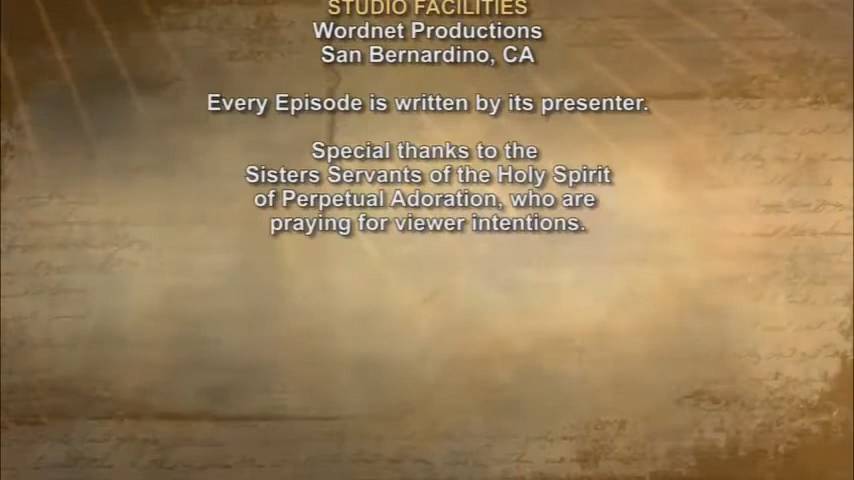 STUDIO FACILITIES
Wordnet Productions
San Bernardino, CA
Every Episode is written by its presenter.
Special thanks to the
Sisters Servants of the Holy Spirit
of Perpetual Adoration, who are
praying for viewer intentions.